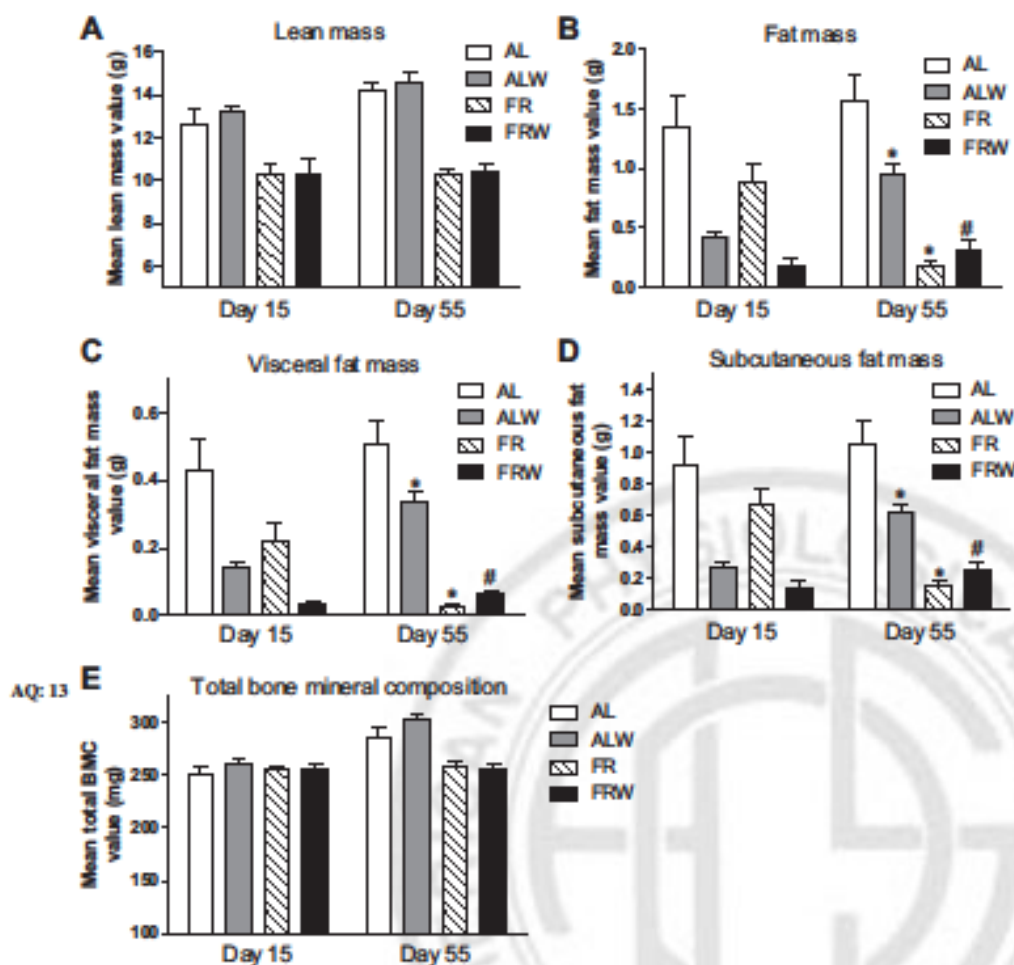 A
Lean mass
Mean lean mass value (g)
16
14
12
10
8
6
AL
ALW
FR
FRW
Day 15
Day 55
B
Fat mass
Mean fat mass value (g)
2.0
1.5
1.0
0.5
0.0
AL
ALW
FR
FRW
*
*
#
Day 15
Day 55
C
Visceral fat mass
Mean visceral fat mass
value (g)
0.6
0.4
0.2
0.0
AL
ALW
FR
FRW
*
*
#
Day 15
Day 55
D
Subcutaneous fat mass
Mean subcutaneous fat
mass value (g)
1.4
1.2
1.0
0.8
0.6
0.4
0.2
0.0
AL
ALW
FR
FRW
*
*
#
Day 15
Day 55
AQ: 13
E
Total bone mineral composition
Mean total BMC
value (mg)
300
250
200
150
100
AL
ALW
FR
FRW
Day 15
Day 55